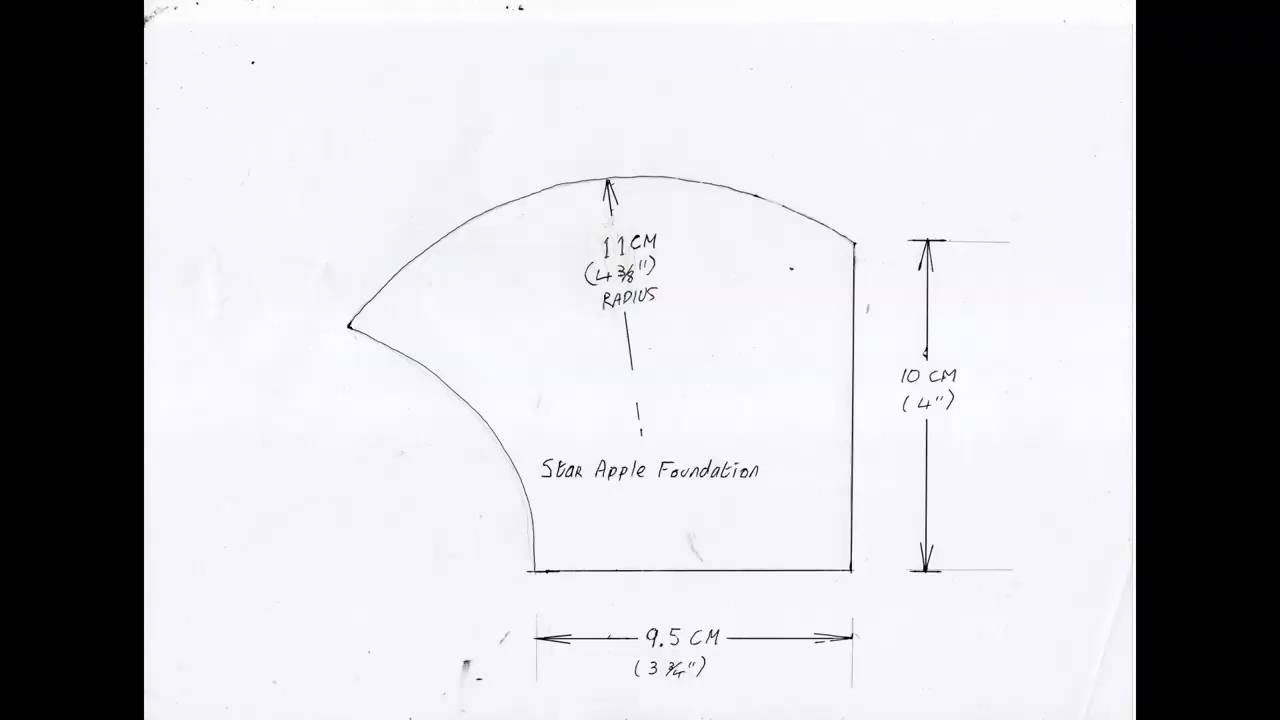 11 CM
(4 3/8")
RADIUS
10 CM
(4")
Star Apple Foundation
9.5 CM
(3 3/4")